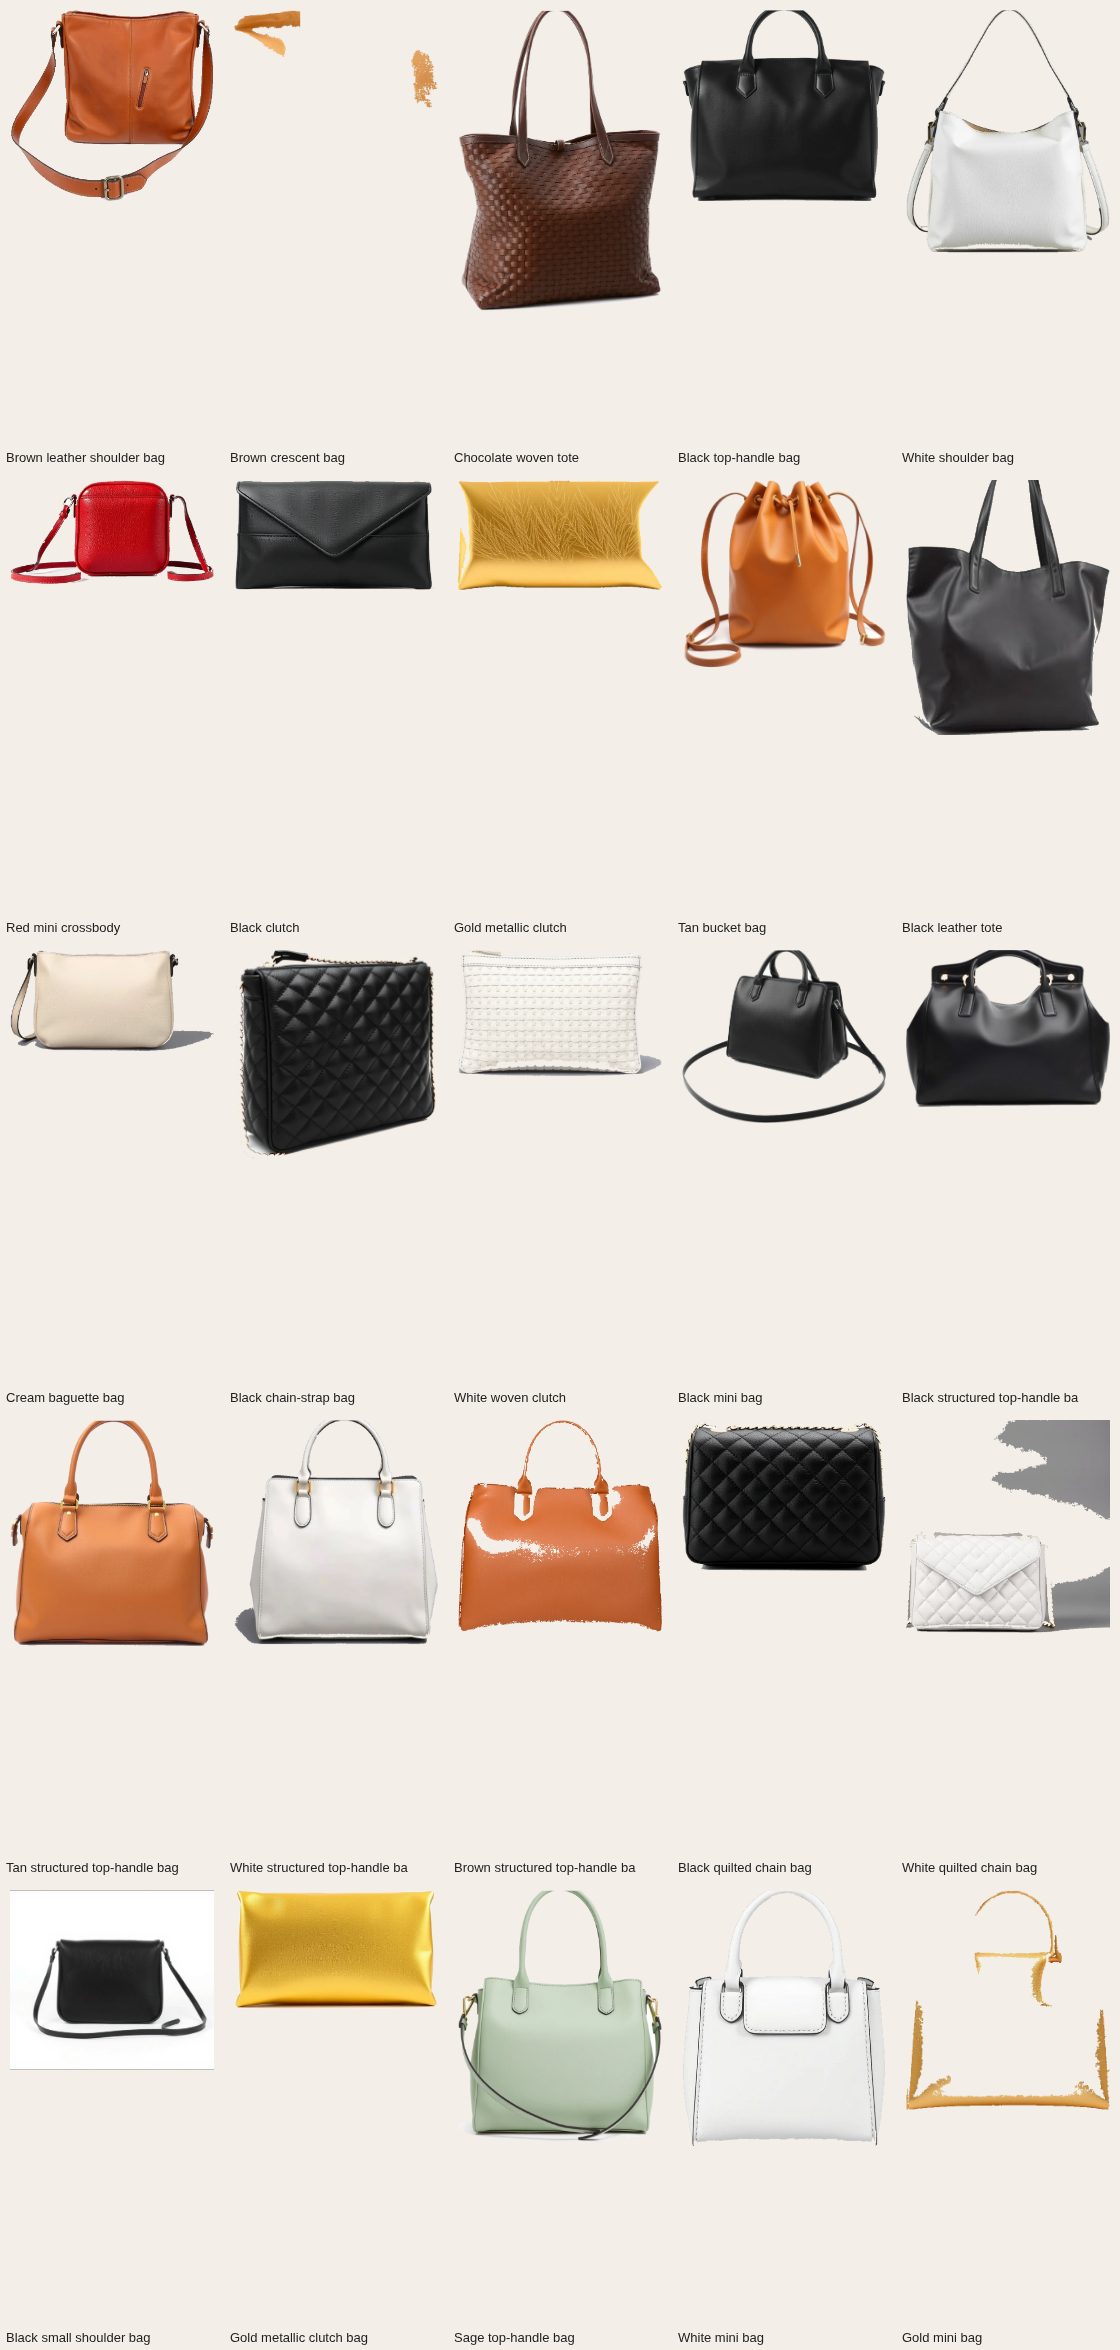 Brown leather shoulder bag
Brown crescent bag
Chocolate woven tote
Black top-handle bag
White shoulder bag
Red mini crossbody
Black clutch
Gold metallic clutch
Tan bucket bag
Black leather tote
Cream baguette bag
Black chain-strap bag
White woven clutch
Black mini bag
Black structured top-handle ba
Tan structured top-handle bag
White structured top-handle ba
Brown structured top-handle ba
Black quilted chain bag
White quilted chain bag
Black small shoulder bag
Gold metallic clutch bag
Sage top-handle bag
White mini bag
Gold mini bag